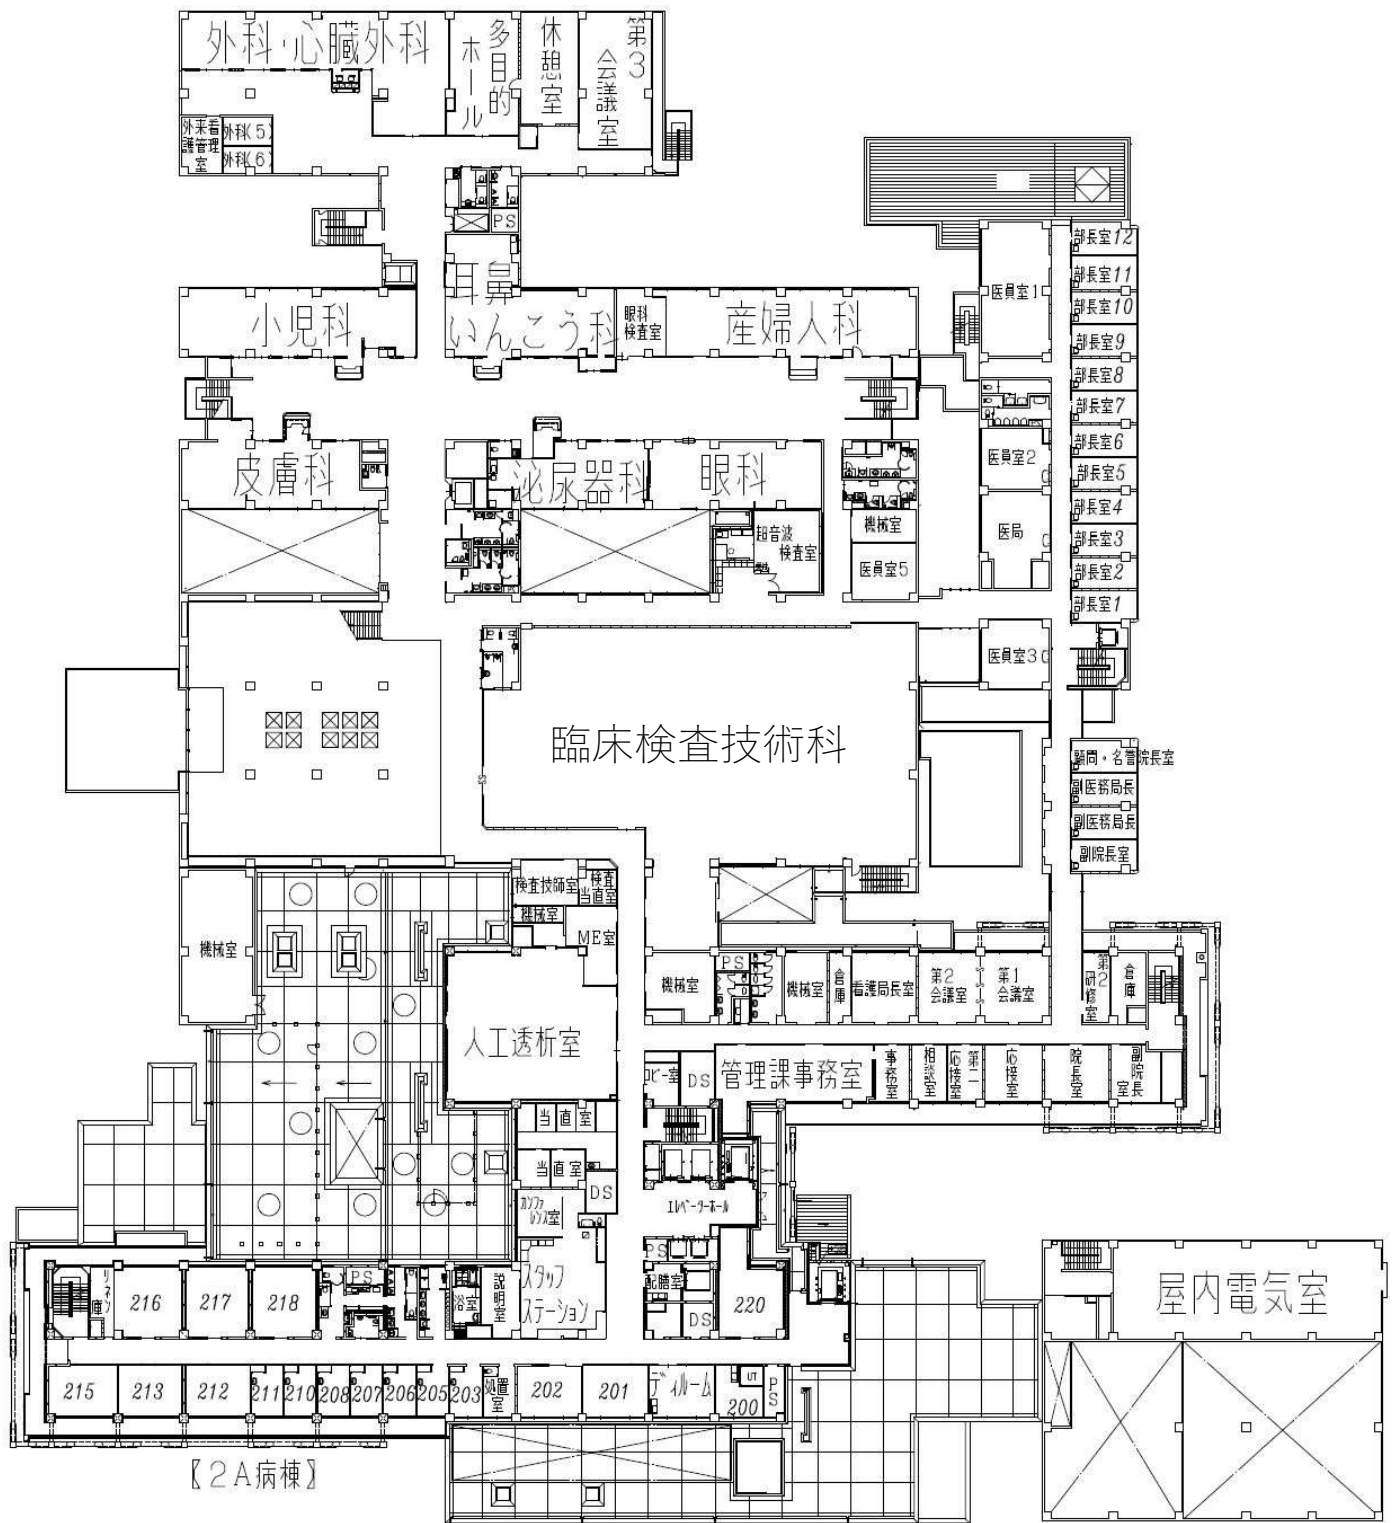 外科・心臓外科
多目的
ホール
休憩室
第3
会議室
外来看
護管理
室
外科(5)
外科(6)
PS
部長室12
部長室11
部長室10
部長室9
部長室8
部長室7
部長室6
部長室5
部長室4
部長室3
部長室2
部長室1
医員室1
耳鼻
いんこう科
小児科
眼科
検査室
産婦人科
皮膚科
泌尿器科
眼科
医員室2
医局
機械室
医員室5
超音波
検査室
医員室3
臨床検査技術科
顧問・名誉院長室
副医務局長
副医務局長
副院長室
検査技師室
検査
当直室
機械室
ME室
機械室
人工透析室
機械室
PS
機械室
倉庫
看護局長室
第2
会議室
第1
会議室
第2
研修室
倉庫
コピー室
DS
管理課事務室
事務室
相談室
第二
応接室
応接室
院長室
副院長
室
当直室
当直室
DS
カンファ
レンス室
エレベーターホール
PS
配膳室
DS
220
スタッフ
ステーション
説明室
浴室
PS
リネン
庫
216
217
218
215
213
212
211
210
208
207
206
205
203
処置室
202
201
デイルーム
200
UT
PS
屋内電気室
【2A病棟】